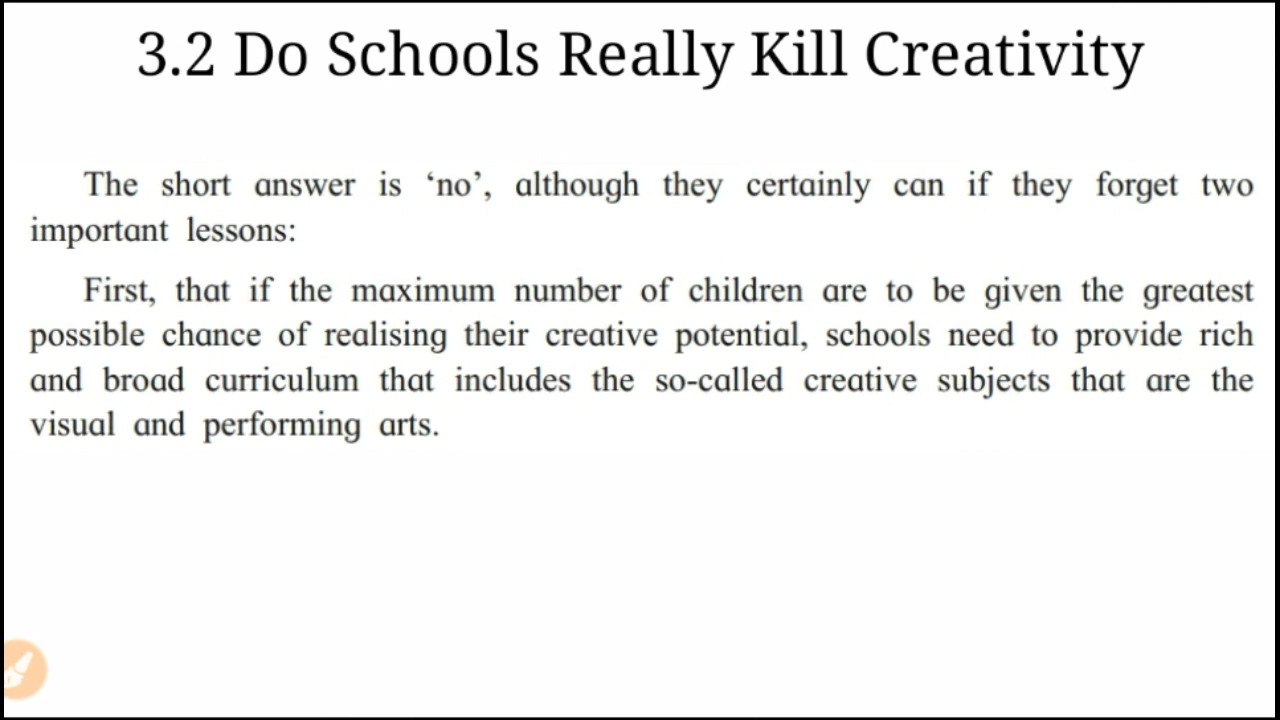 3.2 Do Schools Really Kill Creativity
The short answer is ‘no’, although they certainly can if they forget two
important lessons:
First, that if the maximum number of children are to be given the greatest
possible chance of realising their creative potential, schools need to provide rich
and broad curriculum that includes the so-called creative subjects that are the
visual and performing arts.